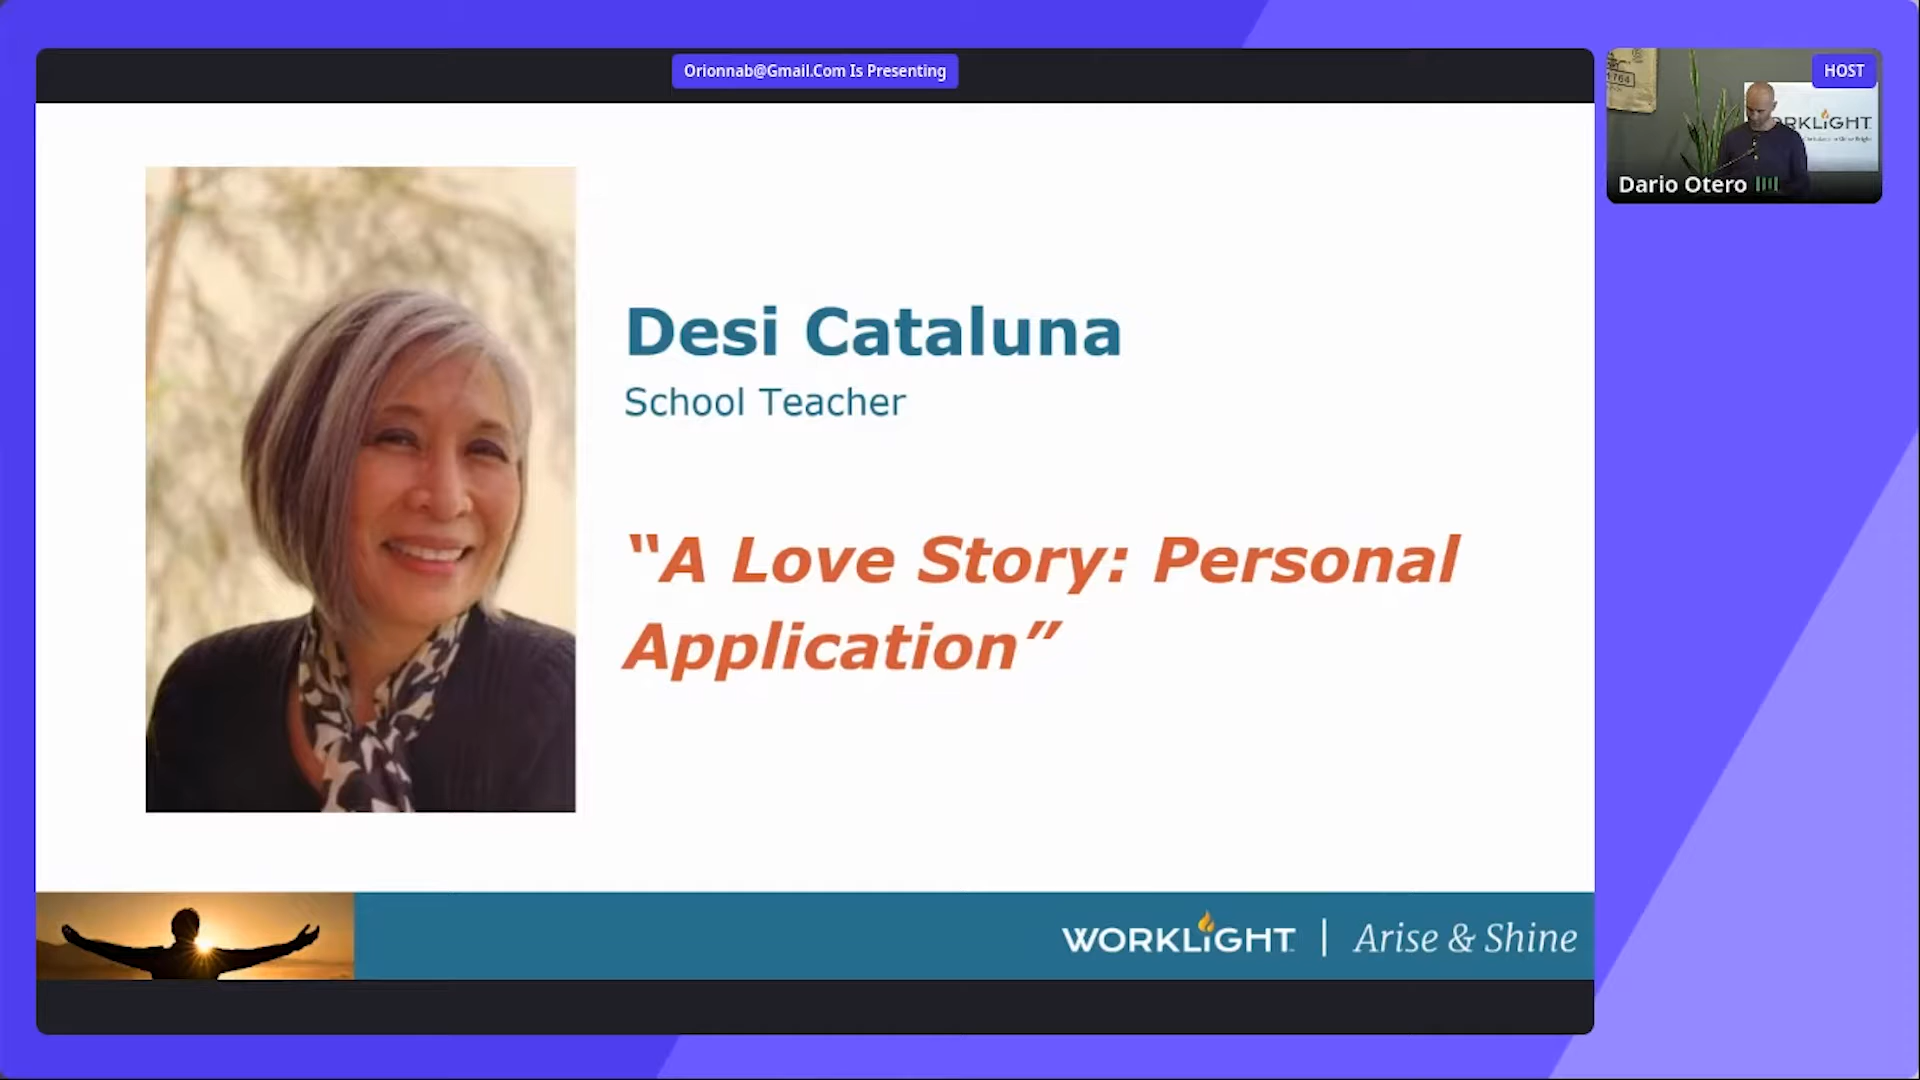 Orionnab@Gmail.Com Is Presenting
HOST
ORKLiGHT
Dario Otero
Desi Cataluna
School Teacher
“A Love Story: Personal
Application”
WORKLiGHT | Arise & Shine